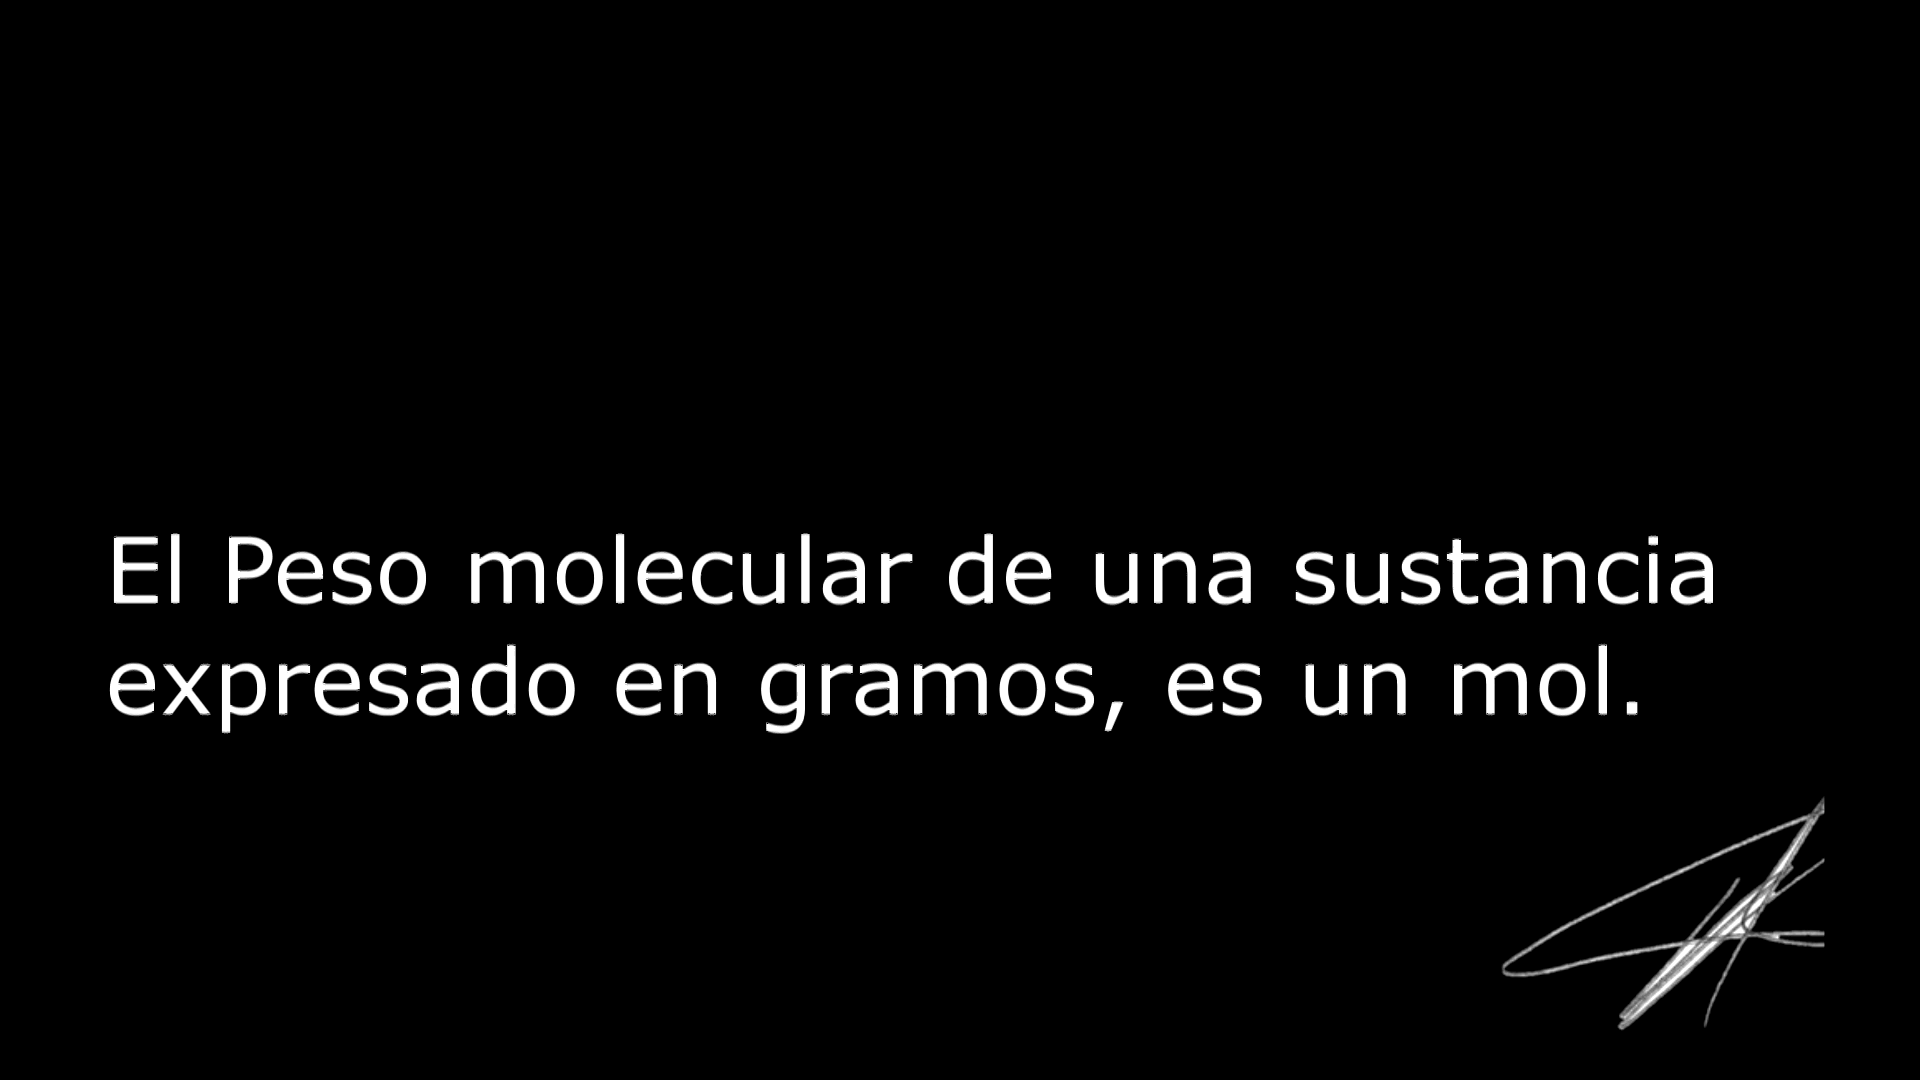 El Peso molecular de una sustancia
expresado en gramos, es un mol.